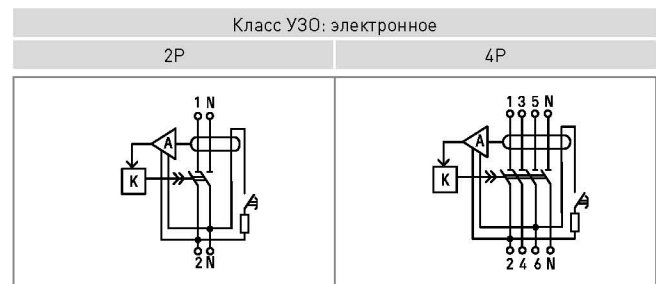 Класс УЗО: электронное
2P
4P
1 N
A
K
2 N
1 3 5 N
A
K
2 4 6 N